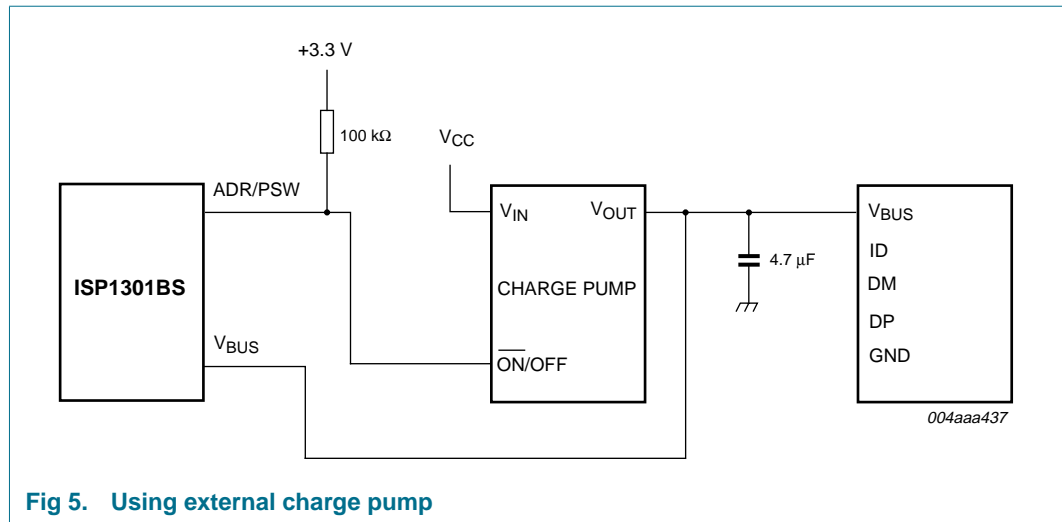 +3.3 V
100 kΩ
VCC
ADR/PSW
VIN
VOUT
VBUS
ID
4.7 μF
ISP1301BS
CHARGE PUMP
DM
DP
VBUS
ON/OFF
GND
004aaa437
Fig 5. Using external charge pump